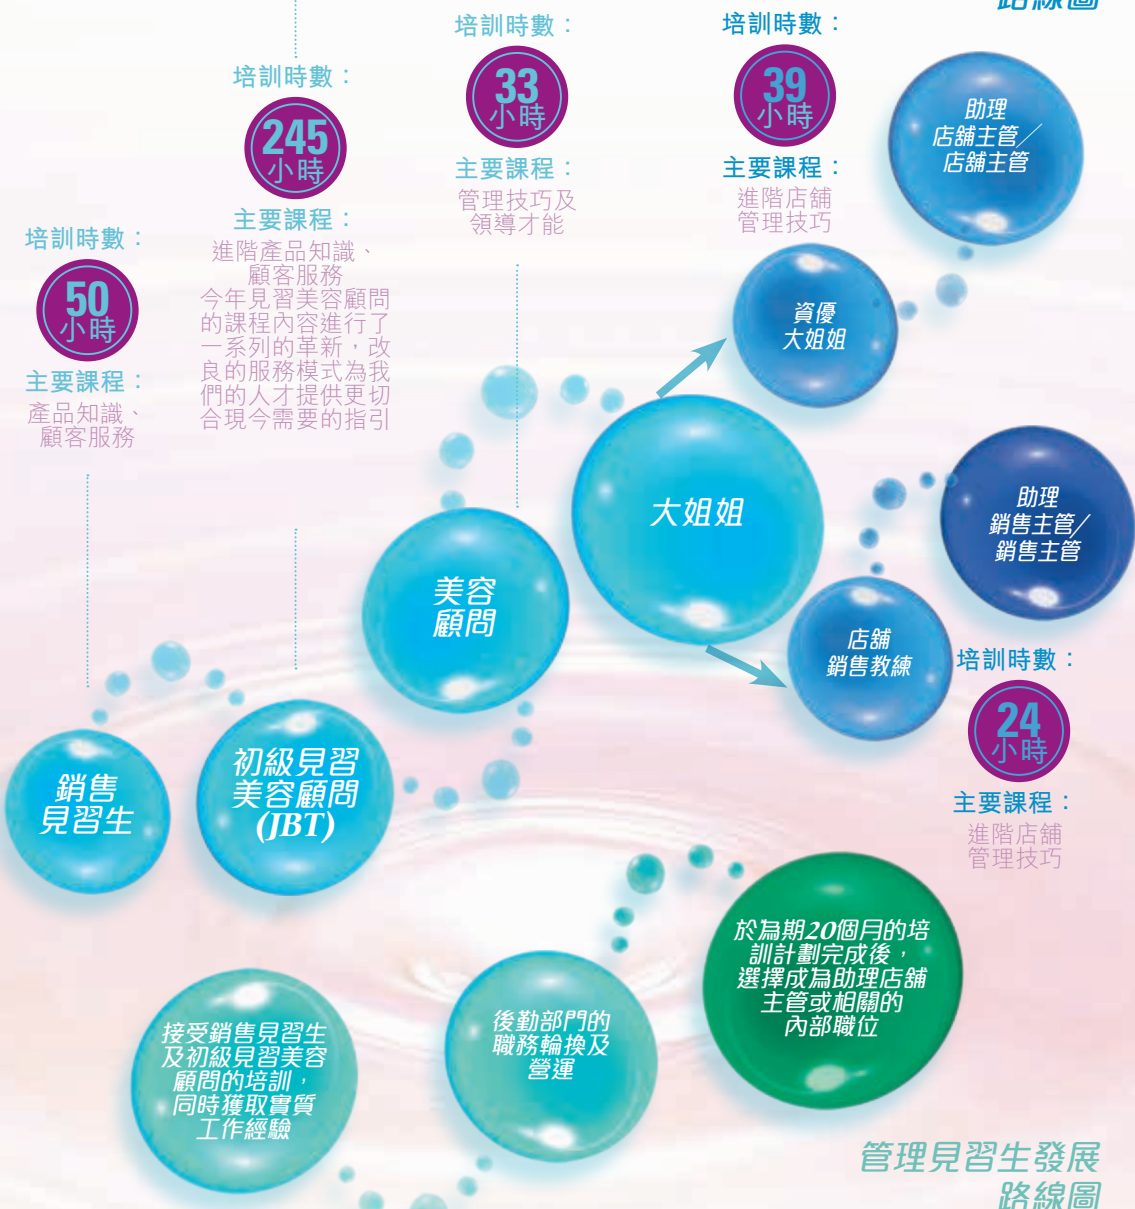 路線圖
培訓時數：
50
小時
主要課程：
產品知識、
顧客服務
培訓時數：
245
小時
主要課程：
進階產品知識、
顧客服務
今年見習美容顧問
的課程內容進行了
一系列的革新，改
良的服務模式為我
們的人才提供更切
合現今需要的指引
培訓時數：
33
小時
主要課程：
管理技巧及
領導才能
培訓時數：
39
小時
主要課程：
進階店舖
管理技巧
助理
店舖主管／
店舖主管
資優
大姐姐
大姐姐
助理
銷售主管/
銷售主管
店舖
銷售教練
培訓時數：
24
小時
主要課程：
進階店舖
管理技巧
美容
顧問
初級見習
美容顧問
(JBT)
銷售
見習生
接受銷售見習生
及初級見習美容
顧問的培訓，
同時獲取實質
工作經驗
後勤部門的
職務輪換及
營運
於為期20個月的培
訓計劃完成後，
選擇成為助理店舖
主管或相關的
內部職位
管理見習生發展
路線圖